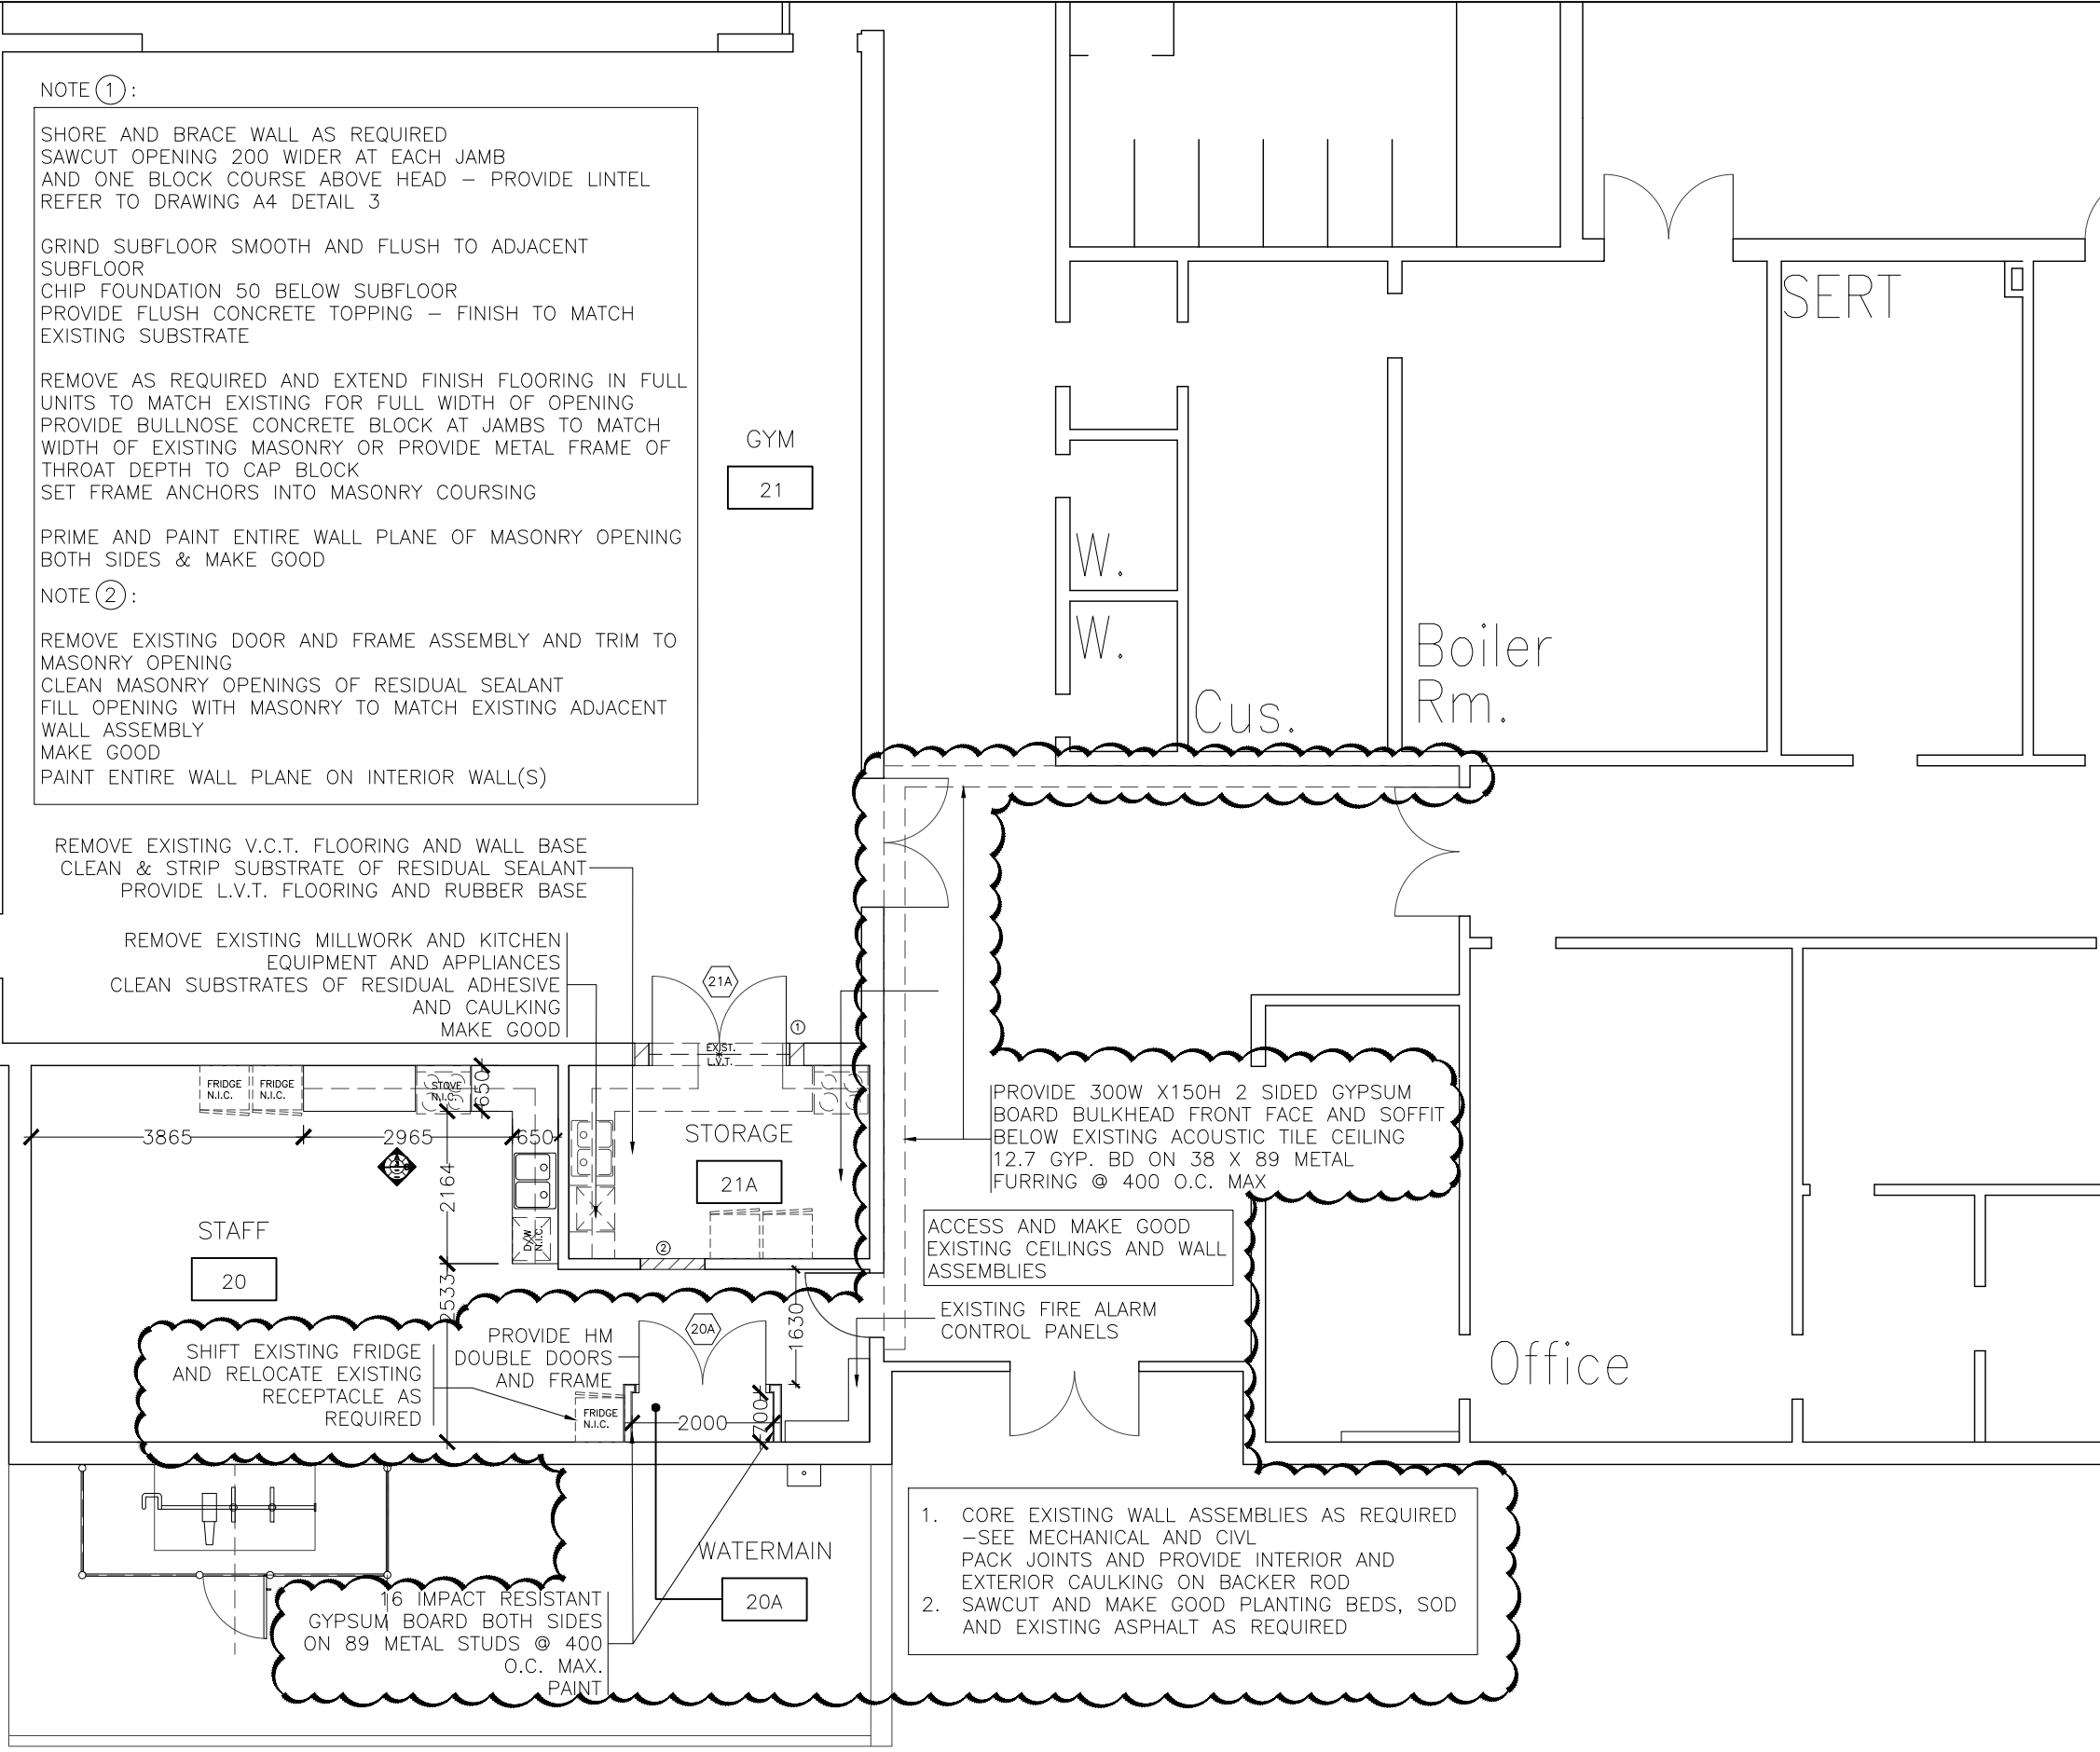 NOTE 1 :
SHORE AND BRACE WALL AS REQUIRED
SAWCUT OPENING 200 WIDER AT EACH JAMB
AND ONE BLOCK COURSE ABOVE HEAD – PROVIDE LINTEL
REFER TO DRAWING A4 DETAIL 3
GRIND SUBFLOOR SMOOTH AND FLUSH TO ADJACENT
SUBFLOOR
CHIP FOUNDATION 50 BELOW SUBFLOOR
PROVIDE FLUSH CONCRETE TOPPING – FINISH TO MATCH
EXISTING SUBSTRATE
REMOVE AS REQUIRED AND EXTEND FINISH FLOORING IN FULL
UNITS TO MATCH EXISTING FOR FULL WIDTH OF OPENING
PROVIDE BULLNOSE CONCRETE BLOCK AT JAMBS TO MATCH
WIDTH OF EXISTING MASONRY OR PROVIDE METAL FRAME OF
THROAT DEPTH TO CAP BLOCK
SET FRAME ANCHORS INTO MASONRY COURSING
PRIME AND PAINT ENTIRE WALL PLANE OF MASONRY OPENING
BOTH SIDES & MAKE GOOD
NOTE 2 :
REMOVE EXISTING DOOR AND FRAME ASSEMBLY AND TRIM TO
MASONRY OPENING
CLEAN MASONRY OPENINGS OF RESIDUAL SEALANT
FILL OPENING WITH MASONRY TO MATCH EXISTING ADJACENT
WALL ASSEMBLY
MAKE GOOD
PAINT ENTIRE WALL PLANE ON INTERIOR WALL(S)
GYM
21
SERT
W.
W.
Cus.
Boiler
Rm.
REMOVE EXISTING V.C.T. FLOORING AND WALL BASE
CLEAN & STRIP SUBSTRATE OF RESIDUAL SEALANT
PROVIDE L.V.T. FLOORING AND RUBBER BASE
REMOVE EXISTING MILLWORK AND KITCHEN
EQUIPMENT AND APPLIANCES
CLEAN SUBSTRATES OF RESIDUAL ADHESIVE
AND CAULKING
MAKE GOOD
21A
1
EXIST.
L.V.T.
FRIDGE
N.I.C.
FRIDGE
N.I.C.
STOVE
N.I.C.
650
3865
2965
650
2164
2533
D/W
N.I.C.
STORAGE
21A
2
STAFF
20
PROVIDE 300W X150H 2 SIDED GYPSUM
BOARD BULKHEAD FRONT FACE AND SOFFIT
BELOW EXISTING ACOUSTIC TILE CEILING
12.7 GYP. BD ON 38 X 89 METAL
FURRING @ 400 O.C. MAX
ACCESS AND MAKE GOOD
EXISTING CEILINGS AND WALL
ASSEMBLIES
EXISTING FIRE ALARM
CONTROL PANELS
Office
SHIFT EXISTING FRIDGE
AND RELOCATE EXISTING
RECEPTACLE AS
REQUIRED
PROVIDE HM
DOUBLE DOORS
AND FRAME
20A
1630
FRIDGE
N.I.C.
2000
700
WATERMAIN
20A
16 IMPACT RESISTANT
GYPSUM BOARD BOTH SIDES
ON 89 METAL STUDS @ 400
O.C. MAX.
PAINT
1. CORE EXISTING WALL ASSEMBLIES AS REQUIRED
–SEE MECHANICAL AND CIVL
PACK JOINTS AND PROVIDE INTERIOR AND
EXTERIOR CAULKING ON BACKER ROD
2. SAWCUT AND MAKE GOOD PLANTING BEDS, SOD
AND EXISTING ASPHALT AS REQUIRED